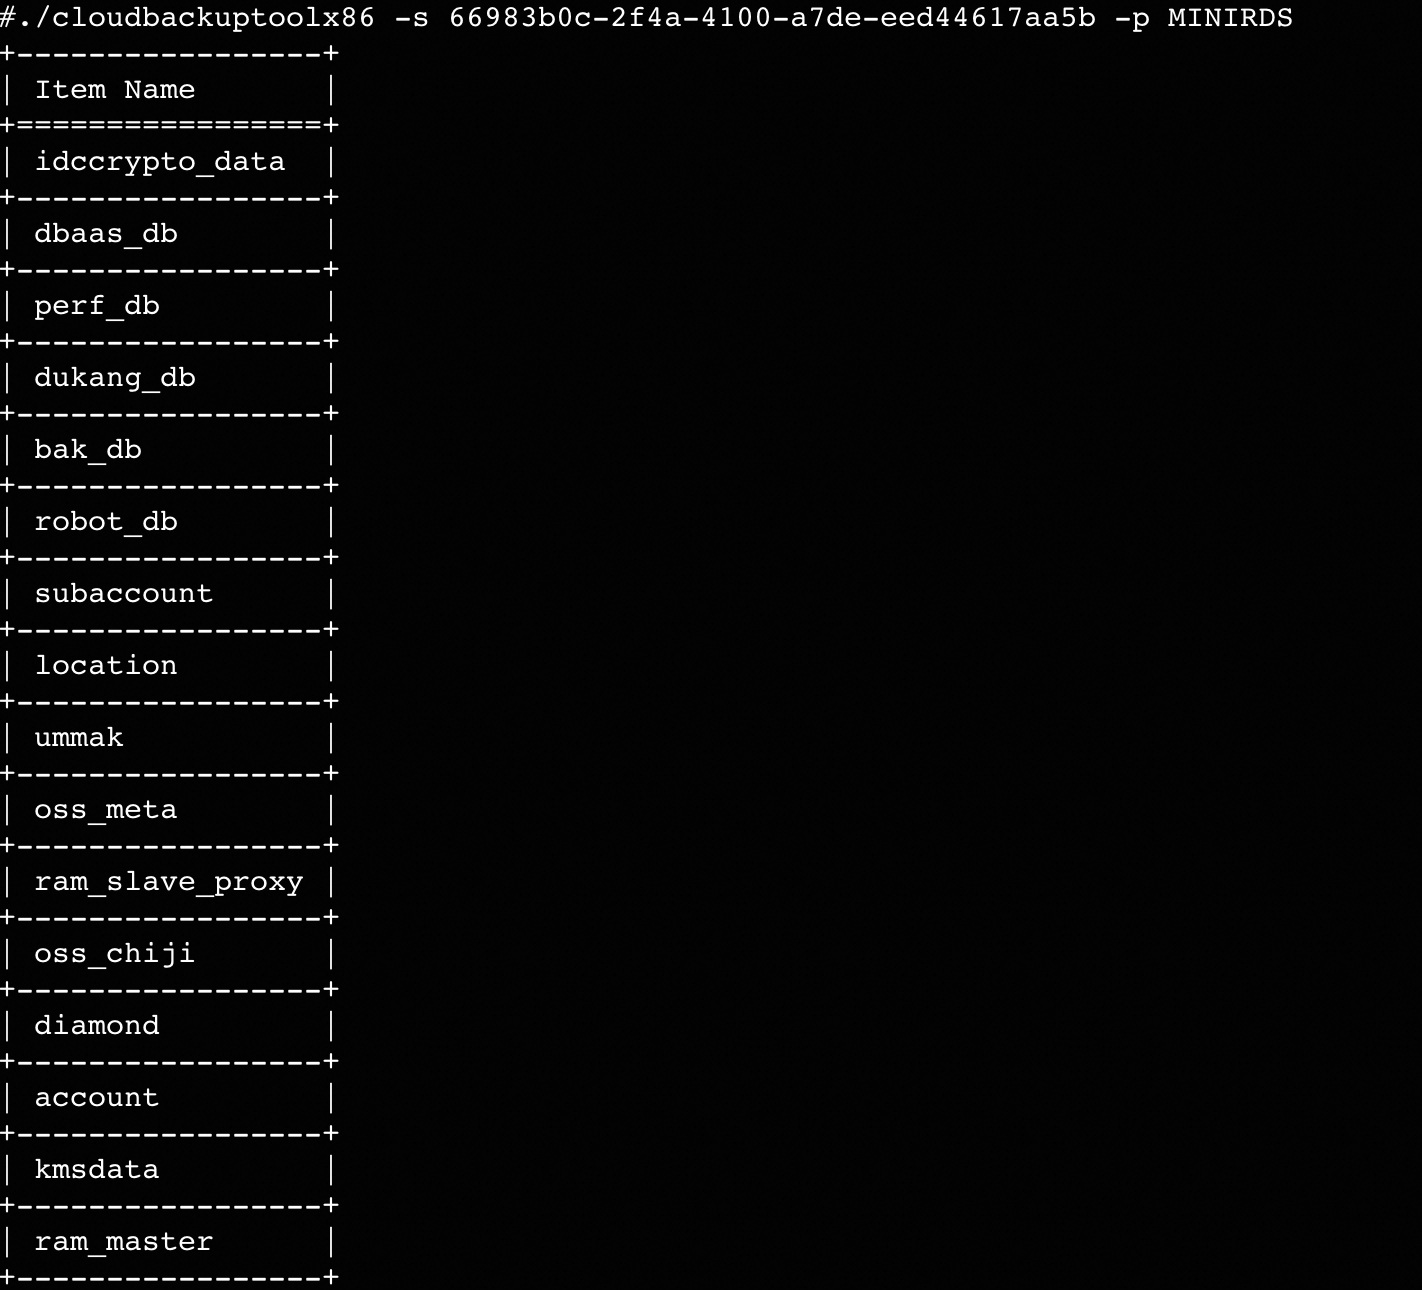 #./cloudbackuptoolx86 -s 66983b0c-2f4a-4100-a7de-eed44617aa5b -p MINIRDS
+-----------------+
| Item Name       |
+=================+
| idccrypto_data  |
+-----------------+
| dbaas_db        |
+-----------------+
| perf_db         |
+-----------------+
| dukang_db       |
+-----------------+
| bak_db          |
+-----------------+
| robot_db        |
+-----------------+
| subaccount      |
+-----------------+
| location        |
+-----------------+
| ummak           |
+-----------------+
| oss_meta        |
+-----------------+
| ram_slave_proxy |
+-----------------+
| oss_chiji       |
+-----------------+
| diamond         |
+-----------------+
| account         |
+-----------------+
| kmsdata         |
+-----------------+
| ram_master      |
+-----------------+